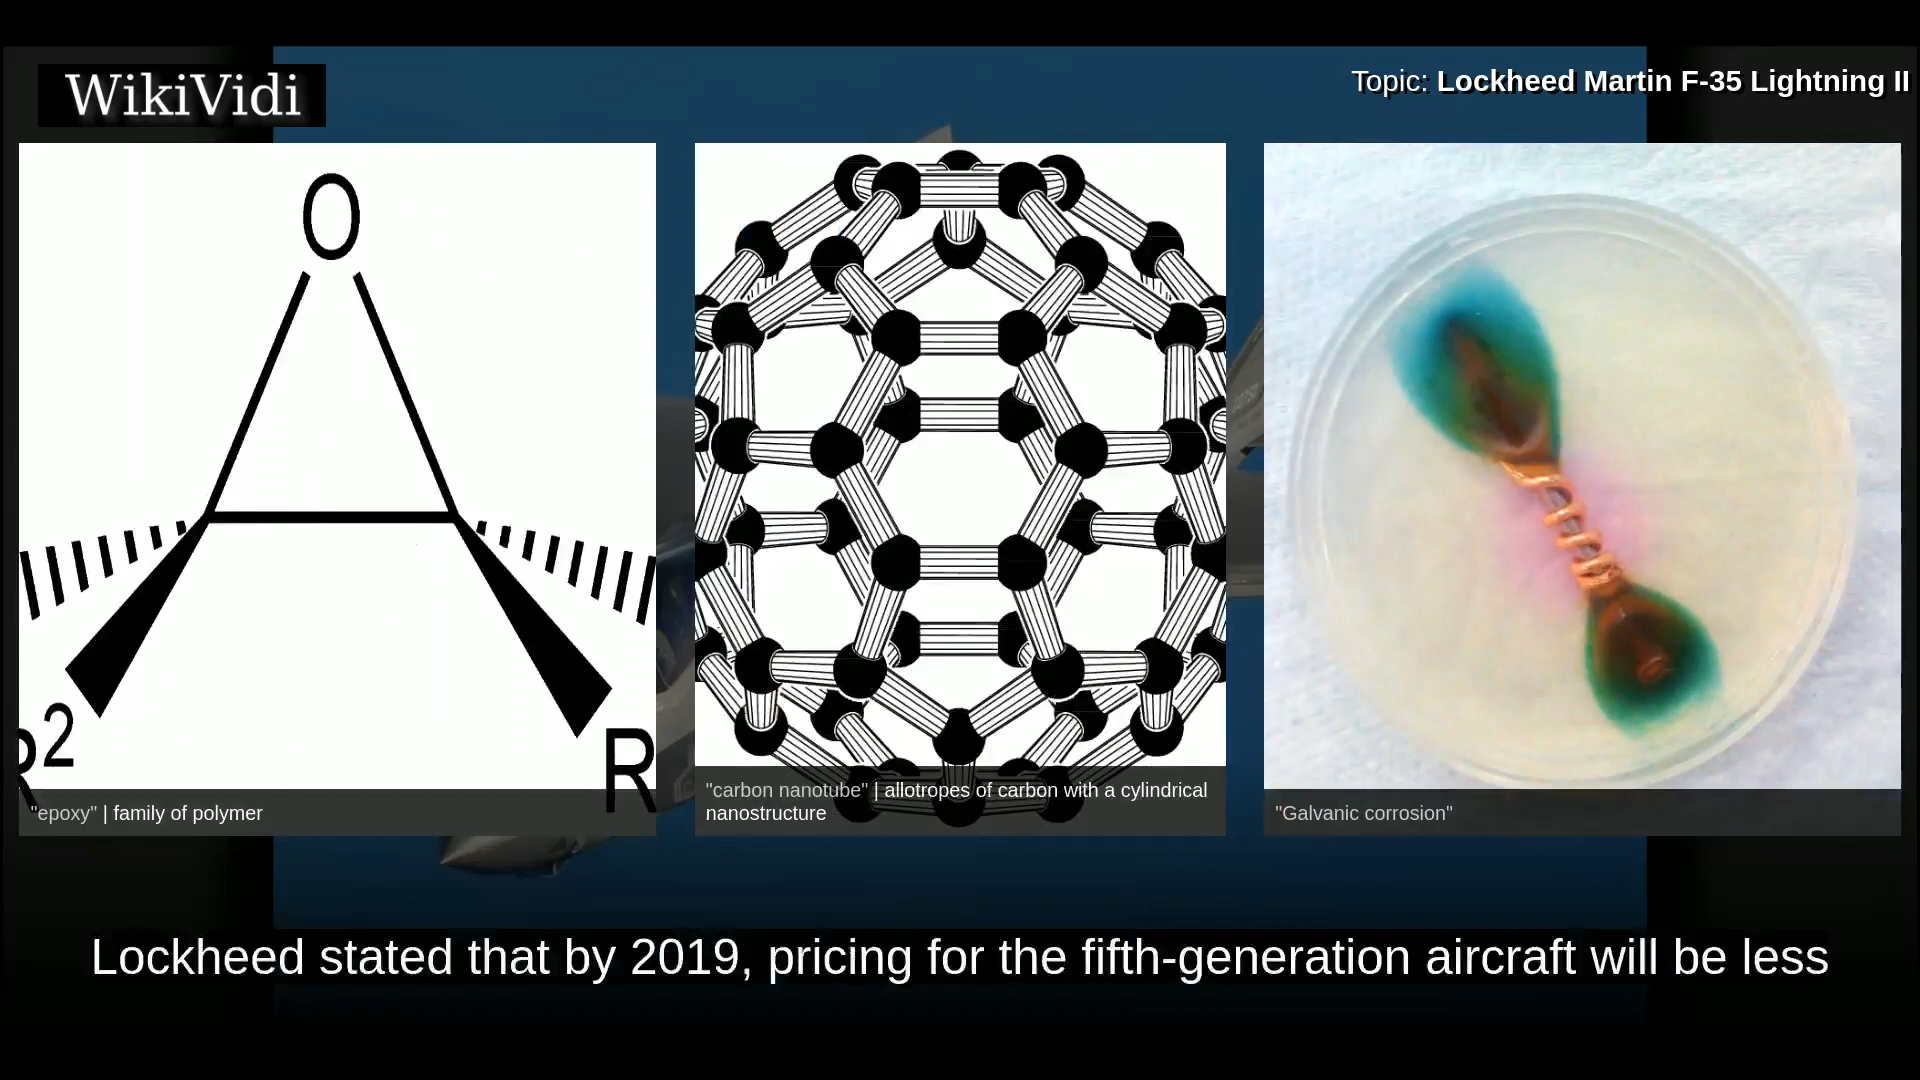 WikiVidi
Topic: Lockheed Martin F-35 Lightning II
O
R2
R
"epoxy" | family of polymer
"carbon nanotube" | allotropes of carbon with a cylindrical
nanostructure
"Galvanic corrosion"
Lockheed stated that by 2019, pricing for the fifth-generation aircraft will be less